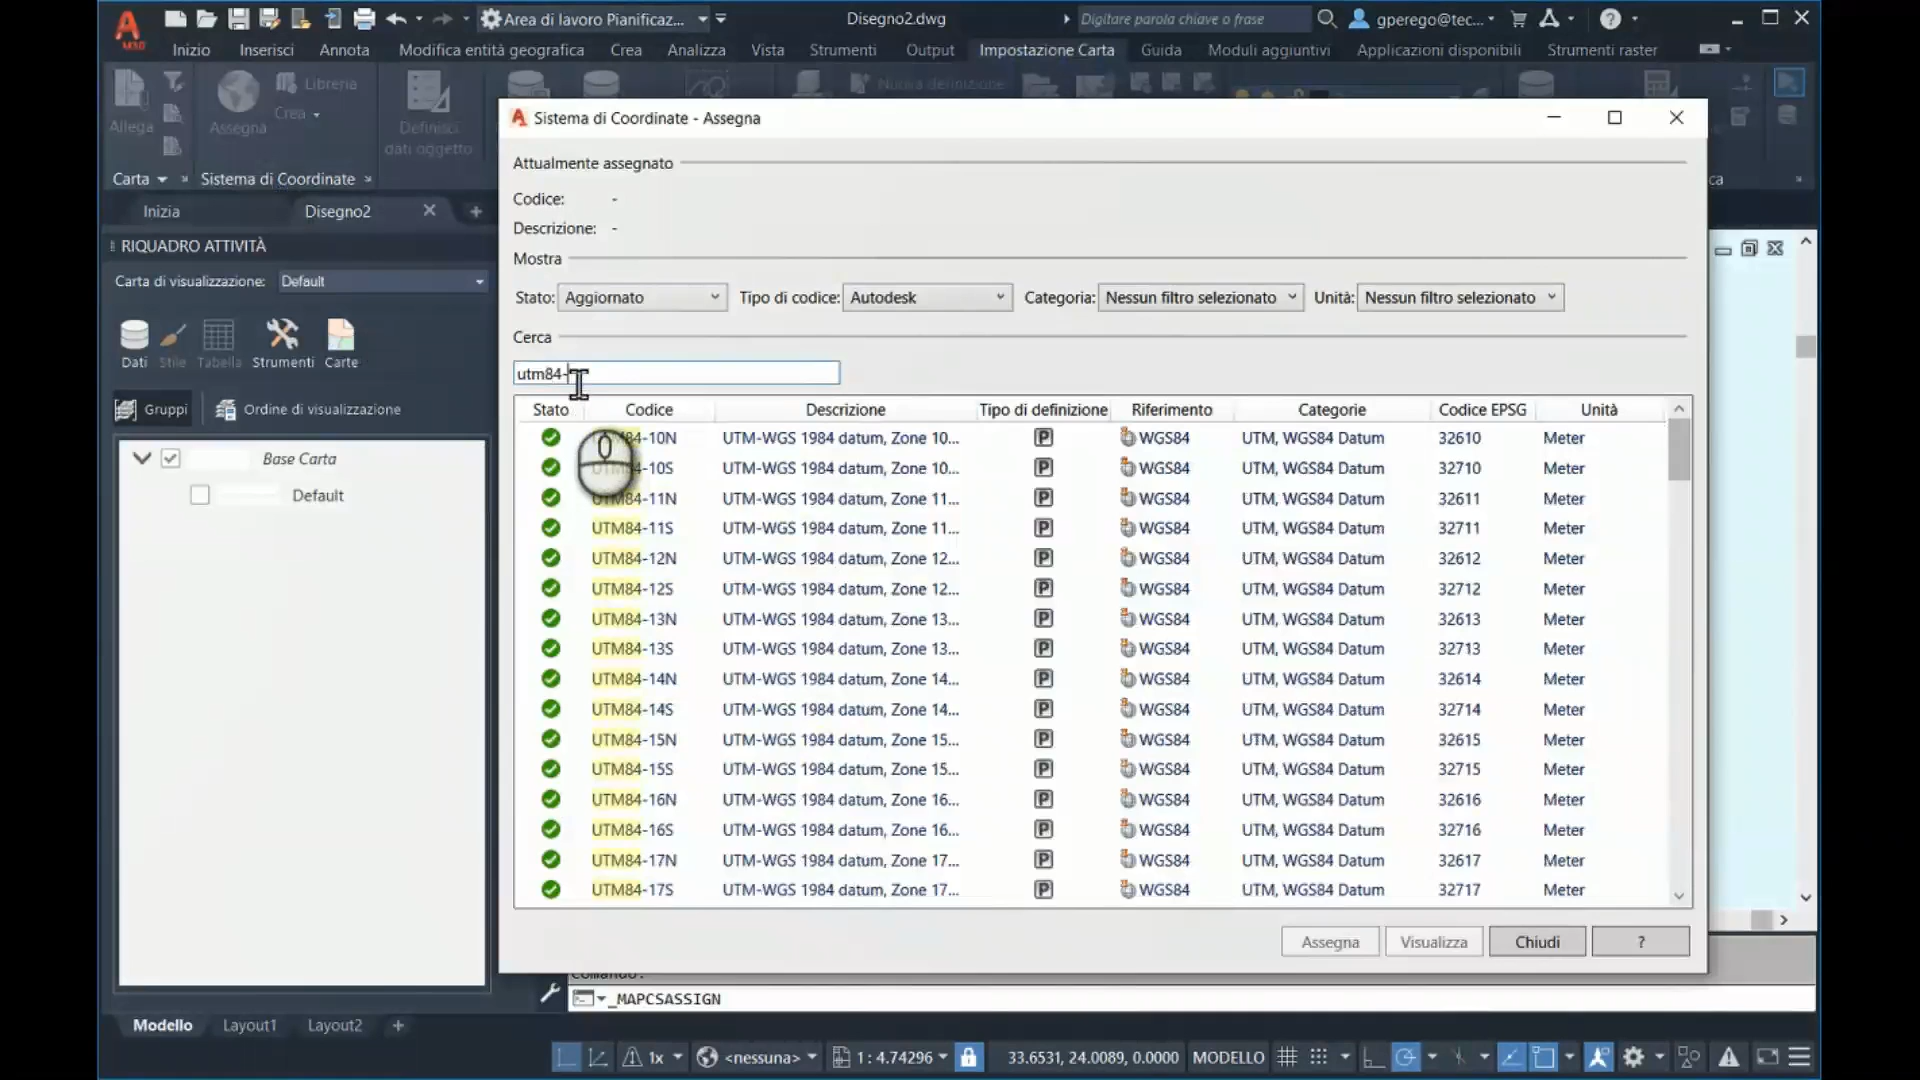 Area di lavoro Pianificaz...
Disegno2.dwg
Digitare parola chiave o frase
gperego@tec...
Inizio
Inserisci
Annota
Modifica entità geografica
Crea
Analizza
Vista
Strumenti
Output
Impostazione Carta
Guida
Moduli aggiuntivi
Applicazioni disponibili
Strumenti raster
Libreria
Crea
Nuova definizione
Allega
Assegna
Definisci
dati oggetto
Carta
Sistema di Coordinate
Inizia
Disegno2
RIQUADRO ATTIVITÀ
Carta di visualizzazione:
Default
Dati
Stile
Tabella
Strumenti
Carte
Gruppi
Ordine di visualizzazione
Base Carta
Default
Sistema di Coordinate - Assegna
Attualmente assegnato
Codice: -
Descrizione: -
Mostra
Stato: Aggiornato Tipo di codice: Autodesk Categoria: Nessun filtro selezionato Unità: Nessun filtro selezionato
Cerca
utm84-
Stato Codice Descrizione Tipo di definizione Riferimento Categorie Codice EPSG Unità
4-10N UTM-WGS 1984 datum, Zone 10... P WGS84 UTM, WGS84 Datum 32610 Meter
4-10S UTM-WGS 1984 datum, Zone 10... P WGS84 UTM, WGS84 Datum 32710 Meter
UTM84-11N UTM-WGS 1984 datum, Zone 11... P WGS84 UTM, WGS84 Datum 32611 Meter
UTM84-11S UTM-WGS 1984 datum, Zone 11... P WGS84 UTM, WGS84 Datum 32711 Meter
UTM84-12N UTM-WGS 1984 datum, Zone 12... P WGS84 UTM, WGS84 Datum 32612 Meter
UTM84-12S UTM-WGS 1984 datum, Zone 12... P WGS84 UTM, WGS84 Datum 32712 Meter
UTM84-13N UTM-WGS 1984 datum, Zone 13... P WGS84 UTM, WGS84 Datum 32613 Meter
UTM84-13S UTM-WGS 1984 datum, Zone 13... P WGS84 UTM, WGS84 Datum 32713 Meter
UTM84-14N UTM-WGS 1984 datum, Zone 14... P WGS84 UTM, WGS84 Datum 32614 Meter
UTM84-14S UTM-WGS 1984 datum, Zone 14... P WGS84 UTM, WGS84 Datum 32714 Meter
UTM84-15N UTM-WGS 1984 datum, Zone 15... P WGS84 UTM, WGS84 Datum 32615 Meter
UTM84-15S UTM-WGS 1984 datum, Zone 15... P WGS84 UTM, WGS84 Datum 32715 Meter
UTM84-16N UTM-WGS 1984 datum, Zone 16... P WGS84 UTM, WGS84 Datum 32616 Meter
UTM84-16S UTM-WGS 1984 datum, Zone 16... P WGS84 UTM, WGS84 Datum 32716 Meter
UTM84-17N UTM-WGS 1984 datum, Zone 17... P WGS84 UTM, WGS84 Datum 32617 Meter
UTM84-17S UTM-WGS 1984 datum, Zone 17... P WGS84 UTM, WGS84 Datum 32717 Meter
Assegna Visualizza Chiudi ?
Comando:
_MAPCSASSIGN
Modello Layout1 Layout2 +
1x <nessuna> 1 : 4.74296 33.6531, 24.0089, 0.0000 MODELLO